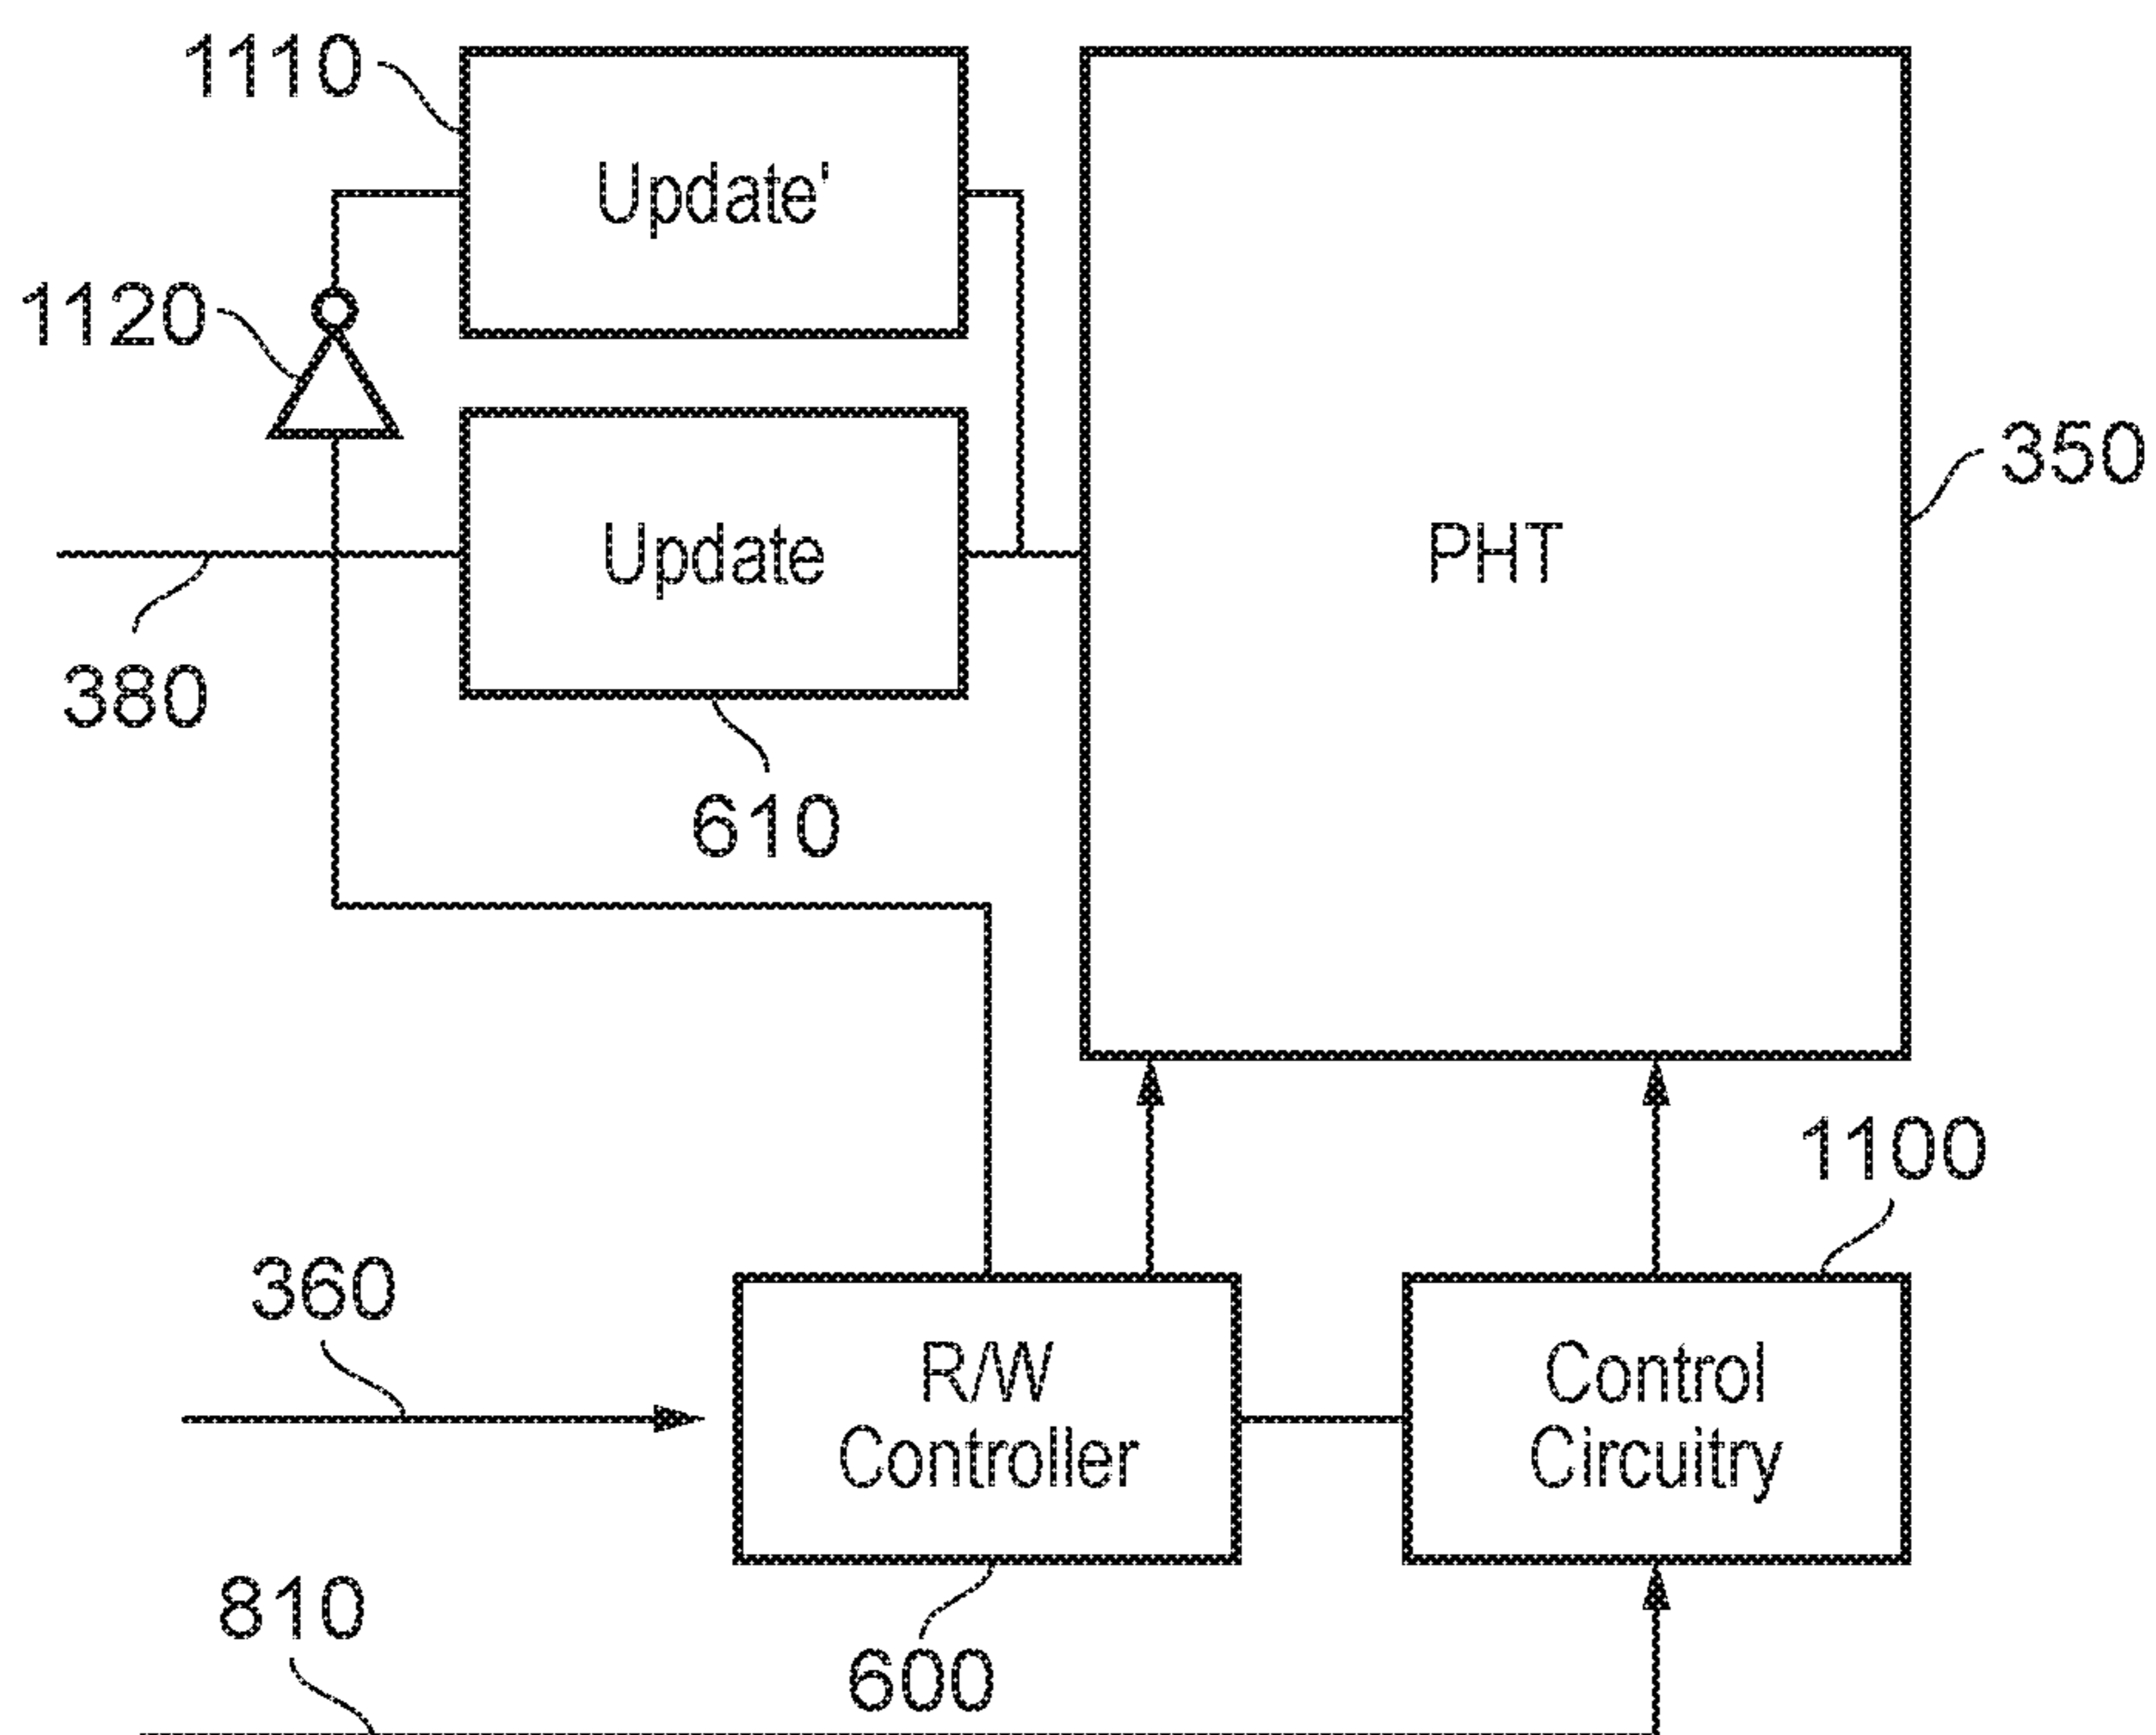 1110
Update'
1120
Update
PHT
350
380
610
1100
360
R/W
Controller
Control
Circuitry
810
600